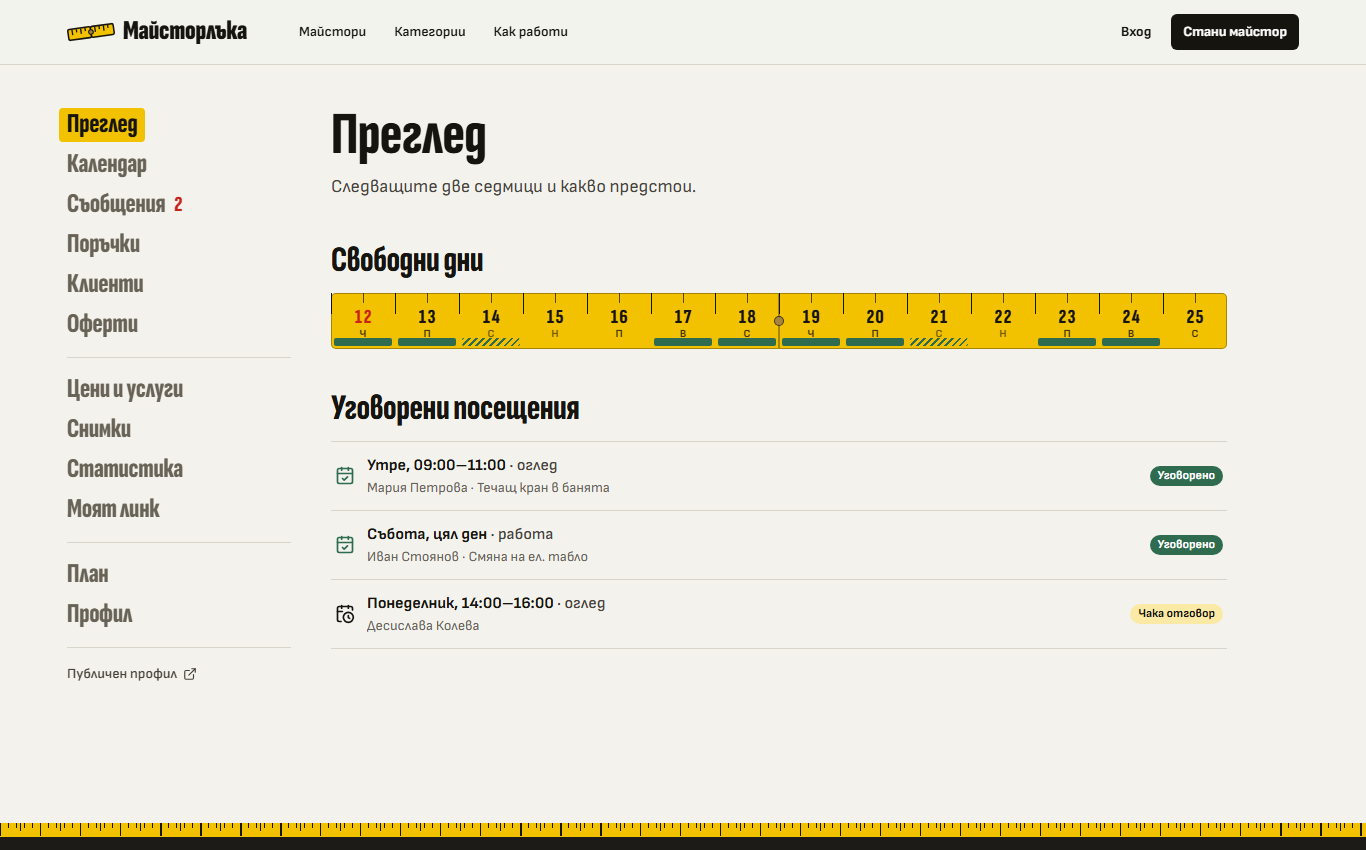 Майсторлъка
Майстори
Категории
Как работи
Вход
Стани майстор
Преглед
Календар
Съобщения 2
Поръчки
Клиенти
Оферти
Цени и услуги
Снимки
Статистика
Моят линк
План
Профил
Публичен профил
Преглед
Следващите две седмици и какво предстои.
Свободни дни
12 13 14 15 16 17 18 19 20 21 22 23 24 25
Ч П С Н П В С Ч П С Н П В С
Уговорени посещения
Утре, 09:00–11:00 · оглед
Мария Петрова · Течащ кран в банята
Уговорено
Събота, цял ден · работа
Иван Стоянов · Смяна на ел. табло
Уговорено
Понеделник, 14:00–16:00 · оглед
Десислава Колева
Чака отговор